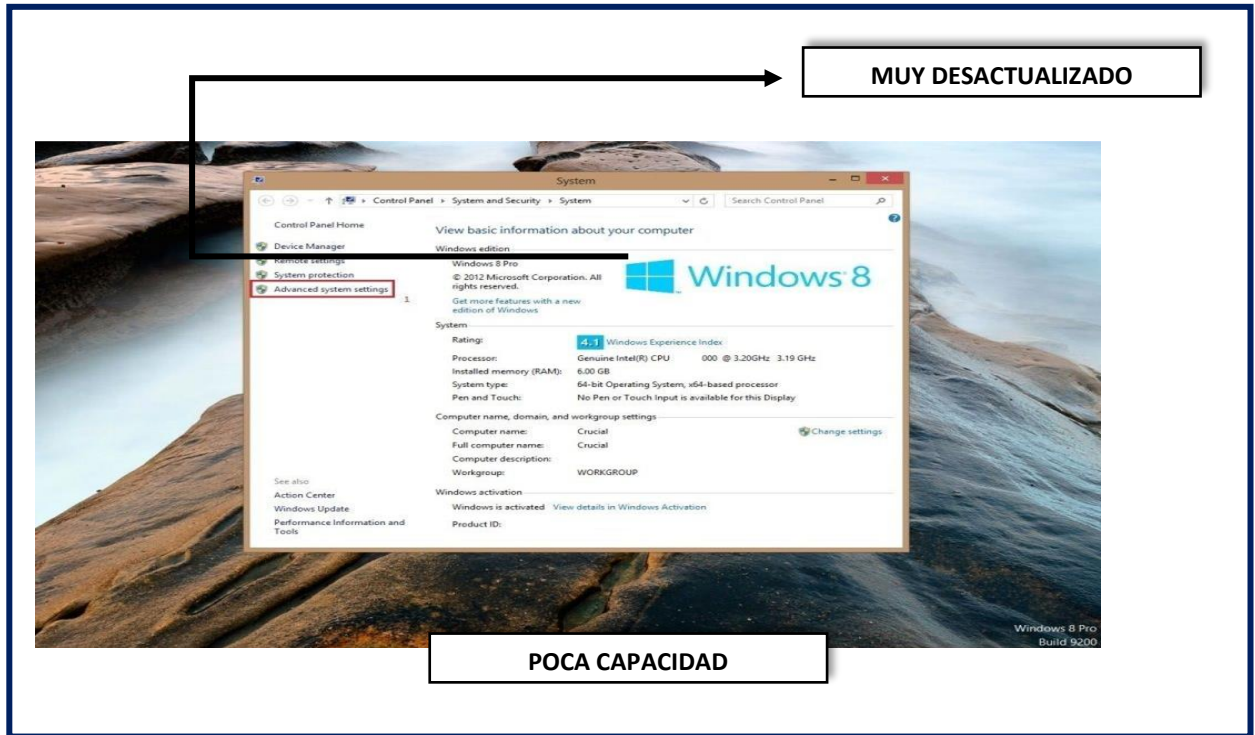 MUY DESACTUALIZADO
System
Control Panel ▸ System and Security ▸ System
Search Control Panel
Control Panel Home
Device Manager
Remote settings
System protection
Advanced system settings
1
View basic information about your computer
Windows edition
Windows 8 Pro
© 2012 Microsoft Corporation. All
rights reserved.
Get more features with a new
edition of Windows
Windows 8
System
Rating: 4.1 Windows Experience Index
Processor: Genuine Intel(R) CPU 000 @ 3.20GHz 3.19 GHz
Installed memory (RAM): 6.00 GB
System type: 64-bit Operating System, x64-based processor
Pen and Touch: No Pen or Touch Input is available for this Display
Computer name, domain, and workgroup settings
Computer name: Crucial
Change settings
Full computer name: Crucial
Computer description:
Workgroup: WORKGROUP
Windows activation
Windows is activated View details in Windows Activation
Product ID:
See also
Action Center
Windows Update
Performance Information and
Tools
Windows 8 Pro
Build 9200
POCA CAPACIDAD